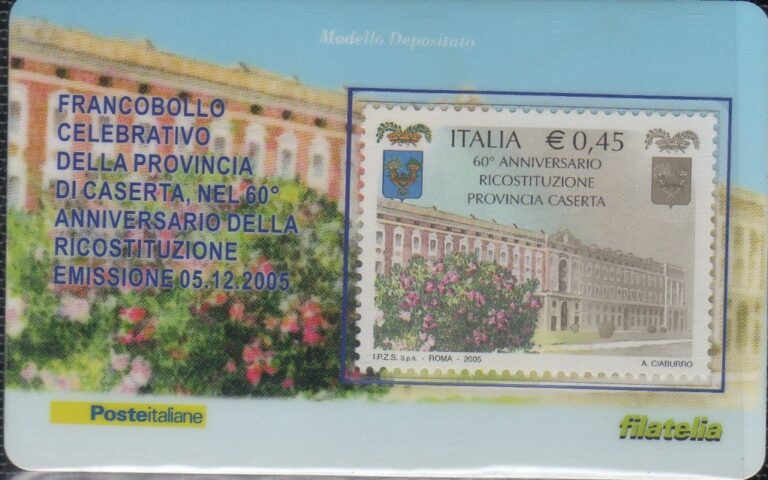 Modello Depositato
FRANCOBOLLO
CELEBRATIVO
DELLA PROVINCIA
DI CASERTA, NEL 60°
ANNIVERSARIO DELLA
RICOSTITUZIONE
EMISSIONE 05.12.2005
ITALIA € 0,45
60° ANNIVERSARIO
RICOSTITUZIONE
PROVINCIA CASERTA
I.P.Z.S. S.p.A. - ROMA - 2005
A. CIABURRO
Posteitaliane
filatelia